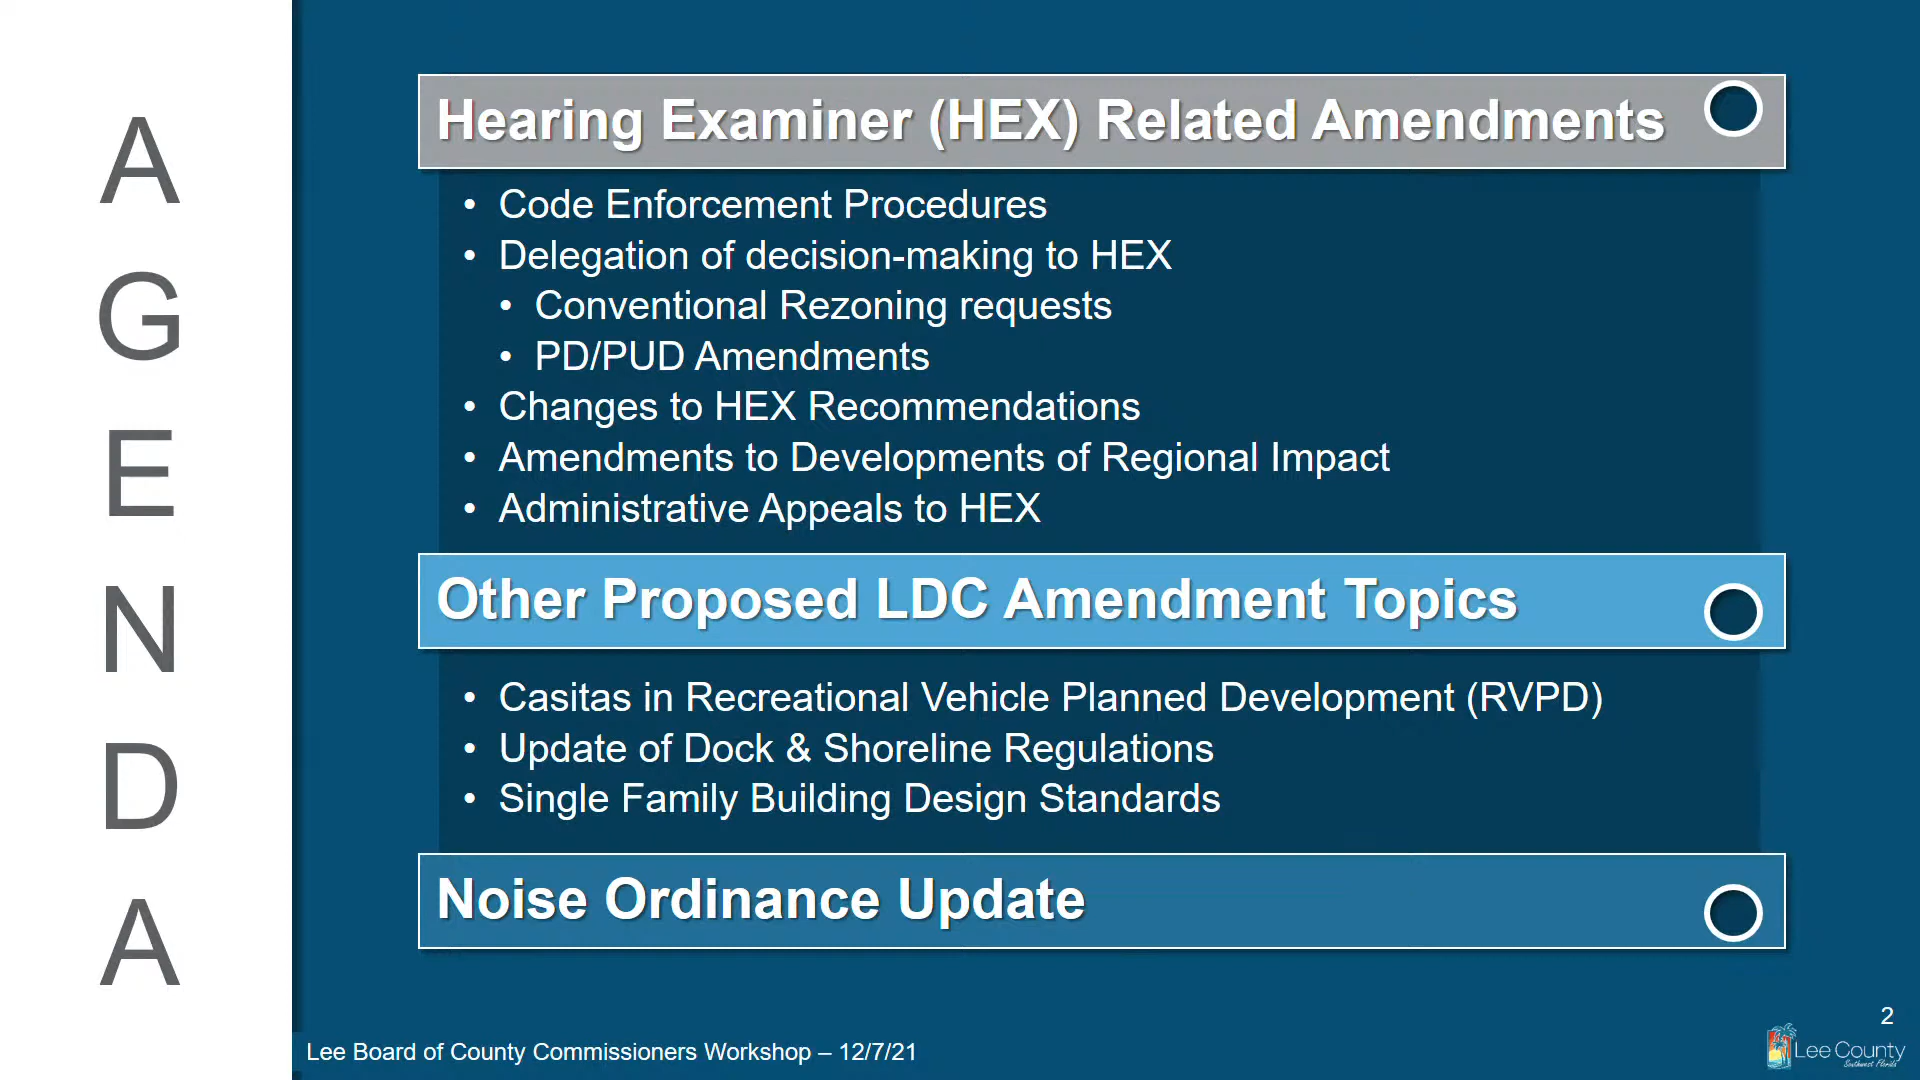 AGENDA
Hearing Examiner (HEX) Related Amendments
• Code Enforcement Procedures
• Delegation of decision-making to HEX
• Conventional Rezoning requests
• PD/PUD Amendments
• Changes to HEX Recommendations
• Amendments to Developments of Regional Impact
• Administrative Appeals to HEX
Other Proposed LDC Amendment Topics
• Casitas in Recreational Vehicle Planned Development (RVPD)
• Update of Dock & Shoreline Regulations
• Single Family Building Design Standards
Noise Ordinance Update
2
Lee Board of County Commissioners Workshop – 12/7/21
Lee County
Southwest Florida